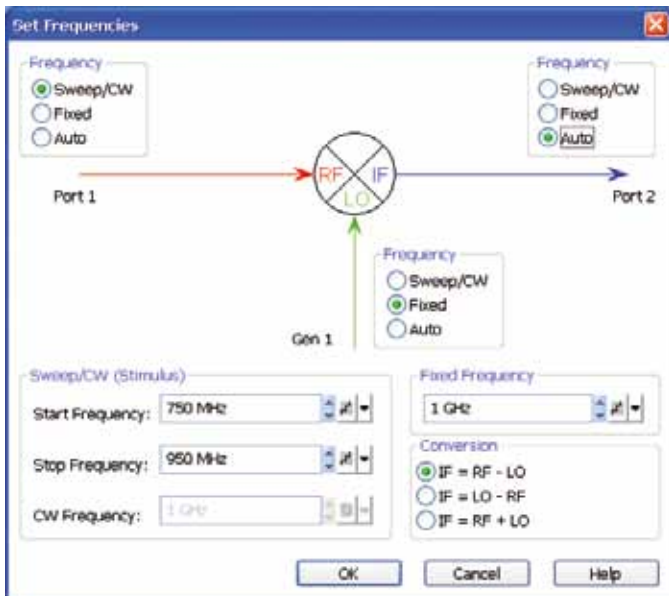 Set Frequencies
Frequency
Sweep/CW
Fixed
Auto
Frequency
Sweep/CW
Fixed
Auto
RF
IF
LO
Port 1
Port 2
Frequency
Sweep/CW
Fixed
Auto
Gen 1
Sweep/CW (Stimulus)
Start Frequency: 750 MHz
Stop Frequency: 950 MHz
CW Frequency: 1 GHz
Fixed Frequency
1 GHz
Conversion
IF = RF - LO
IF = LO - RF
IF = RF + LO
OK
Cancel
Help